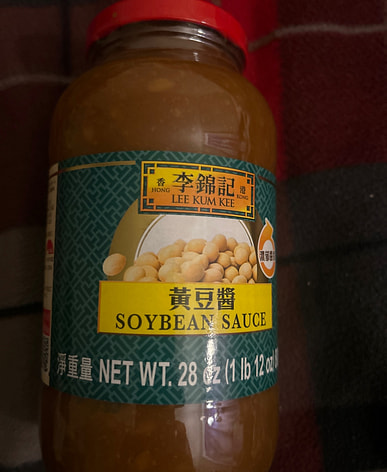 香 李錦記 港
HONG LEE KUM KEE KONG
黃豆醬
SOYBEAN SAUCE
淨重量 NET WT. 28 oz (1 lb 12 oz)